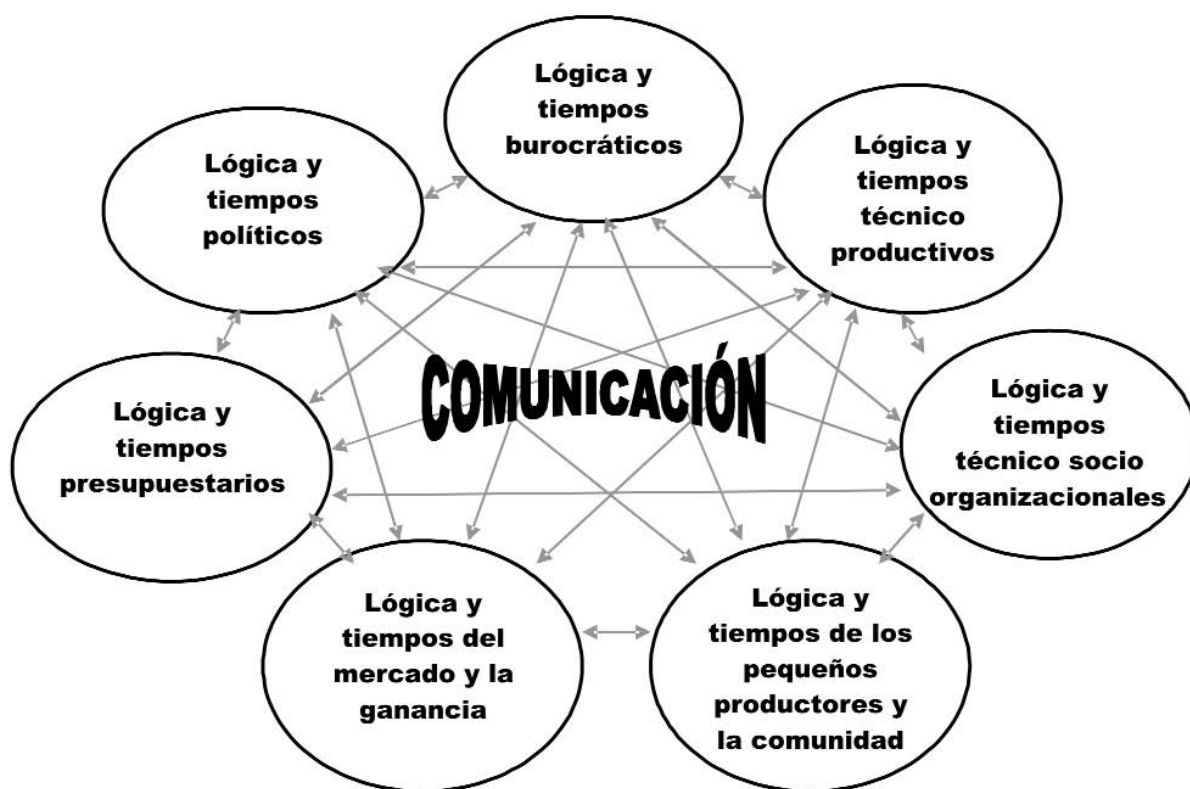 Lógica y
tiempos
burocráticos
Lógica y
tiempos
políticos
Lógica y
tiempos
técnico
productivos
COMUNICACIÓN
Lógica y
tiempos
presupuestarios
Lógica y
tiempos
técnico socio
organizacionales
Lógica y
tiempos del
mercado y la
ganancia
Lógica y
tiempos de los
pequeños
productores y
la comunidad